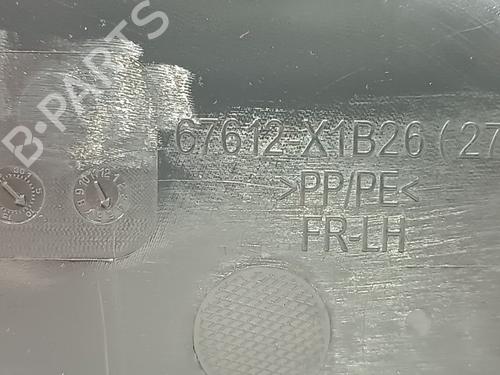 B-PARTS
67612-X1B26 (27
>PP/PE<
FR-LH